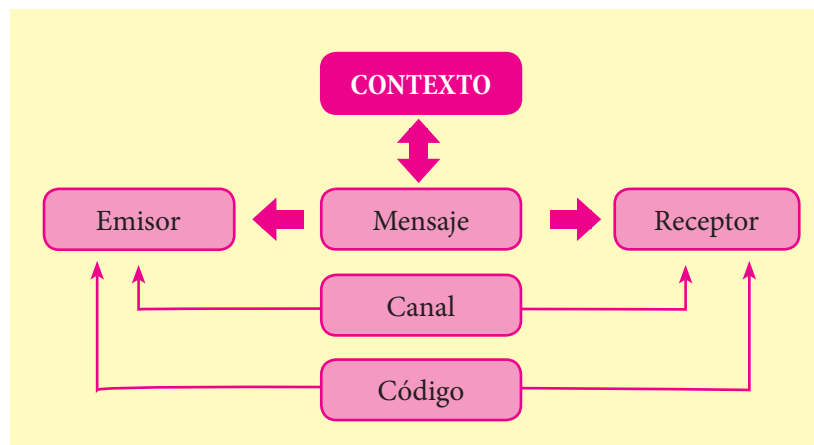 CONTEXTO
Emisor
Mensaje
Receptor
Canal
Código